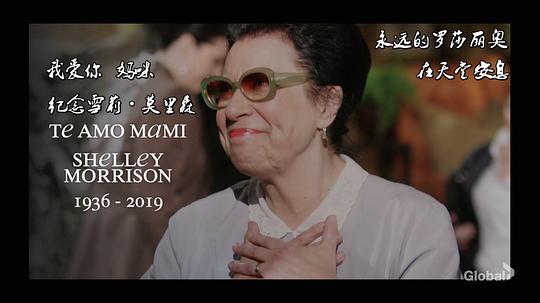 永远的罗莎丽奥
在天堂安息
我爱你 妈咪
纪念雪莉·莫里森
Te AMO MaMI
SHeLLeY
MORRISON
1936 - 2019
Global